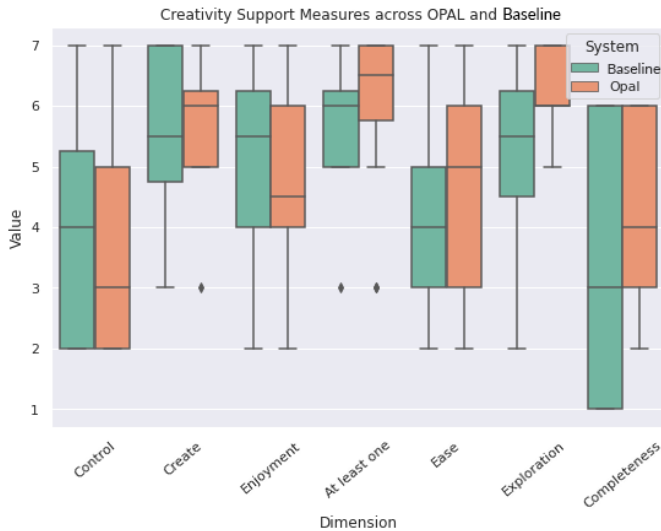 Creativity Support Measures across OPAL and Baseline
System
Baseline
Opal
Value
7
6
5
4
3
2
1
Control
Create
Enjoyment
At least one
Ease
Exploration
Completeness
Dimension